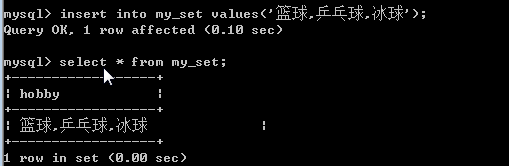 mysql> insert into my_set values('篮球,乒乓球,冰球');
Query OK, 1 row affected (0.10 sec)
mysql> select * from my_set;
+-------------------+
| hobby             |
+-------------------+
| 篮球,乒乓球,冰球              |
+-------------------+
1 row in set (0.00 sec)